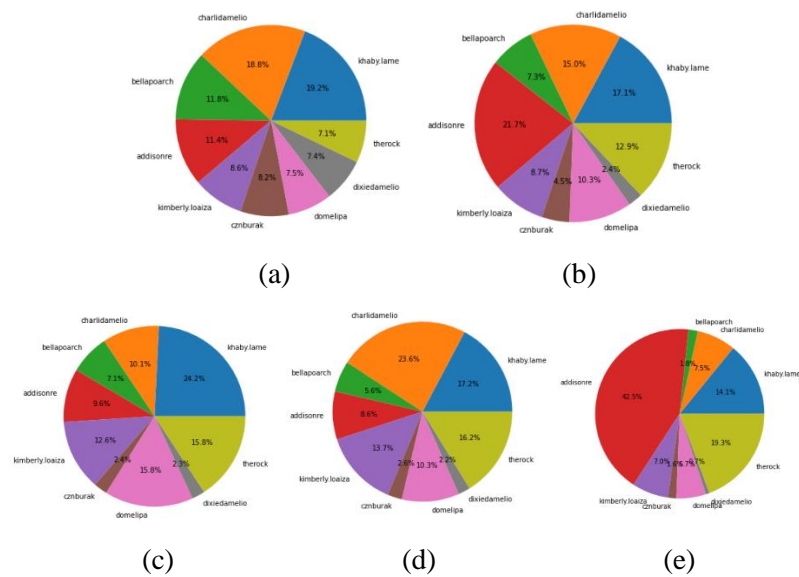 charlidamelio
khaby.lame
bellapoarch
addisonre
kimberly.loaiza
cznburak
domelipa
dixiedamelio
therock
18.8%
19.2%
11.8%
11.4%
8.6%
8.2%
7.5%
7.4%
7.1%
(a)
charlidamelio
khaby.lame
bellapoarch
addisonre
kimberly.loaiza
cznburak
domelipa
dixiedamelio
therock
15.0%
17.1%
7.3%
21.7%
8.7%
4.5%
10.3%
2.4%
12.9%
(b)
charlidamelio
khaby.lame
bellapoarch
addisonre
kimberly.loaiza
cznburak
domelipa
dixiedamelio
therock
10.1%
24.2%
7.1%
9.6%
12.6%
2.4%
15.8%
2.3%
15.8%
(c)
charlidamelio
khaby.lame
bellapoarch
addisonre
kimberly.loaiza
cznburak
domelipa
dixiedamelio
therock
23.6%
17.2%
5.6%
8.6%
13.7%
2.6%
10.3%
2.2%
16.2%
(d)
bellapoarch
charlidamelio
khaby.lame
addisonre
kimberly.loaiza
cznburak
domelipa
dixiedamelio
therock
1.8%
7.5%
14.1%
42.5%
7.0%
1.6%
5.7%
19.3%
(e)